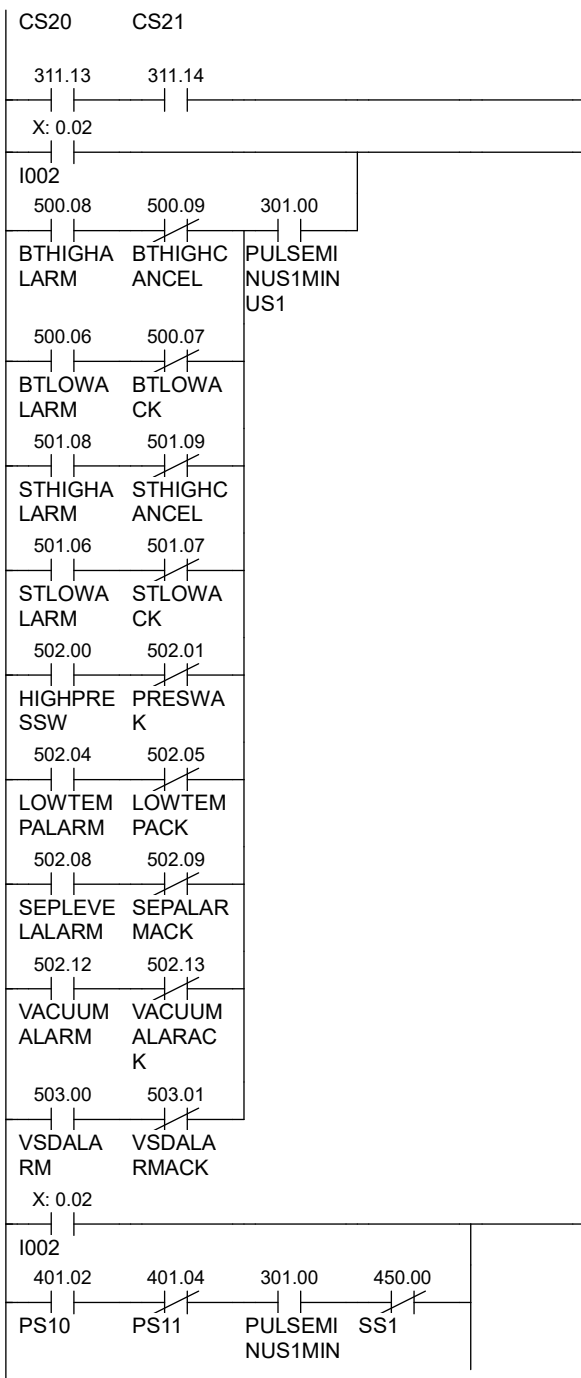 CS20 CS21
311.13 311.14
X: 0.02
I002
500.08 500.09 301.00
BTHIGHA BTHIGHC PULSEMI
LARM ANCEL NUS1MIN
US1
500.06 500.07
BTLOWA BTLOWA
LARM CK
501.08 501.09
STHIGHA STHIGHC
LARM ANCEL
501.06 501.07
STLOWA STLOWA
LARM CK
502.00 502.01
HIGHPRE PRESWA
SSW K
502.04 502.05
LOWTEM LOWTEM
PALARM PACK
502.08 502.09
SEPLEVE SEPALAR
LALARM MACK
502.12 502.13
VACUUM VACUUM
ALARM ALARAC
K
503.00 503.01
VSDALA VSDALA
RM RMACK
X: 0.02
I002
401.02 401.04 301.00 450.00
PS10 PS11 PULSEMI SS1
NUS1MIN